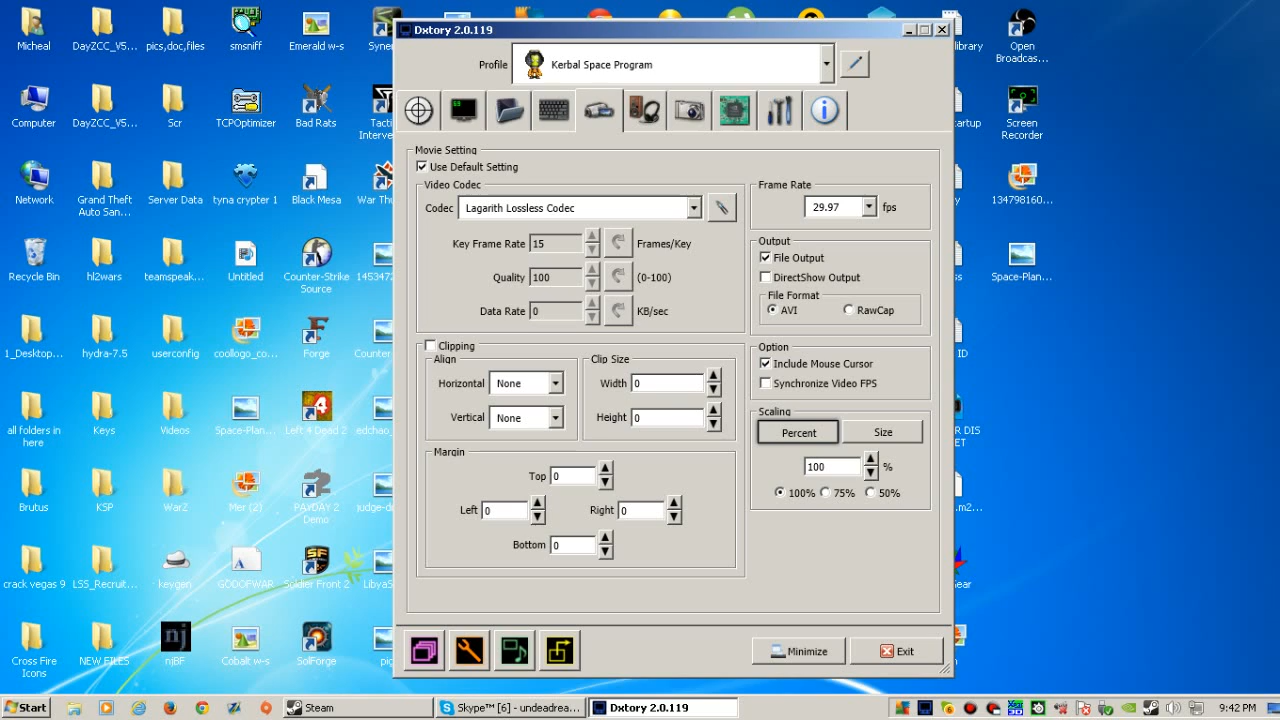 Micheal
DayZCC_V5...
pics,doc,files
smsniff
Emerald w-s
Computer
DayZCC_V5...
Scr
TCPOptimizer
Bad Rats
Network
Grand Theft
Auto San...
Server Data
tyna crypter 1
Black Mesa
Recycle Bin
hl2wars
teamspeak...
Untitled
Counter-Strike
Source
1_Desktop...
hydra-7.5
userconfig
coollogo_co...
Forge
all folders in
here
Keys
Videos
Space-Plan...
Left 4 Dead 2
Brutus
KSP
WarZ
Mer (2)
PAYDAY 2
Demo
crack vegas 9
LSS_Recruit...
keygen
GODOFWAR
Soldier Front 2
Cross Fire
Icons
NEW FILES
njBF
Cobalt w-s
SolForge
Dxtory 2.0.119
Profile
Kerbal Space Program
Movie Setting
Use Default Setting
Video Codec
Codec
Lagarith Lossless Codec
Key Frame Rate
15
Frames/Key
Quality
100
(0-100)
Data Rate
0
KB/sec
Frame Rate
29.97
fps
Output
File Output
DirectShow Output
File Format
AVI
RawCap
Clipping
Align
Horizontal
None
Vertical
None
Clip Size
Width
0
Height
0
Margin
Top
0
Left
0
Right
0
Bottom
0
Option
Include Mouse Cursor
Synchronize Video FPS
Scaling
Percent
Size
100
%
100%
75%
50%
Minimize
Exit
Open
Broadcas...
Screen
Recorder
134798160...
Space-Plan...
Start
Steam
Skype™ [6] - undeadrea...
Dxtory 2.0.119
9:42 PM